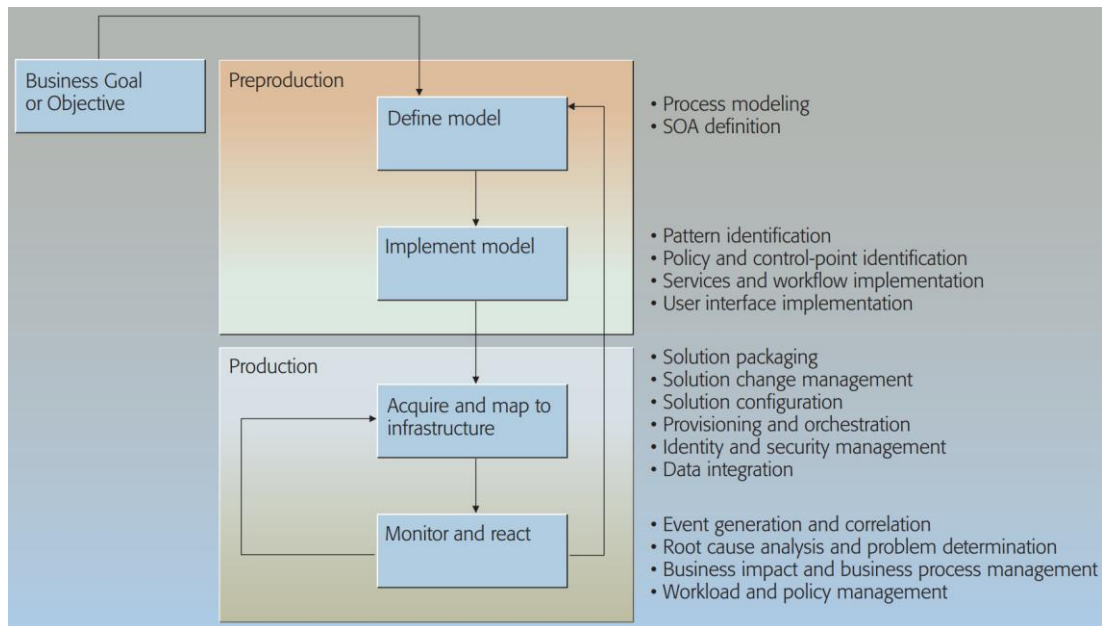 Business Goal
or Objective
Preproduction
Define model
• Process modeling
• SOA definition
Implement model
• Pattern identification
• Policy and control-point identification
• Services and workflow implementation
• User interface implementation
Production
Acquire and map to
infrastructure
• Solution packaging
• Solution change management
• Solution configuration
• Provisioning and orchestration
• Identity and security management
• Data integration
Monitor and react
• Event generation and correlation
• Root cause analysis and problem determination
• Business impact and business process management
• Workload and policy management